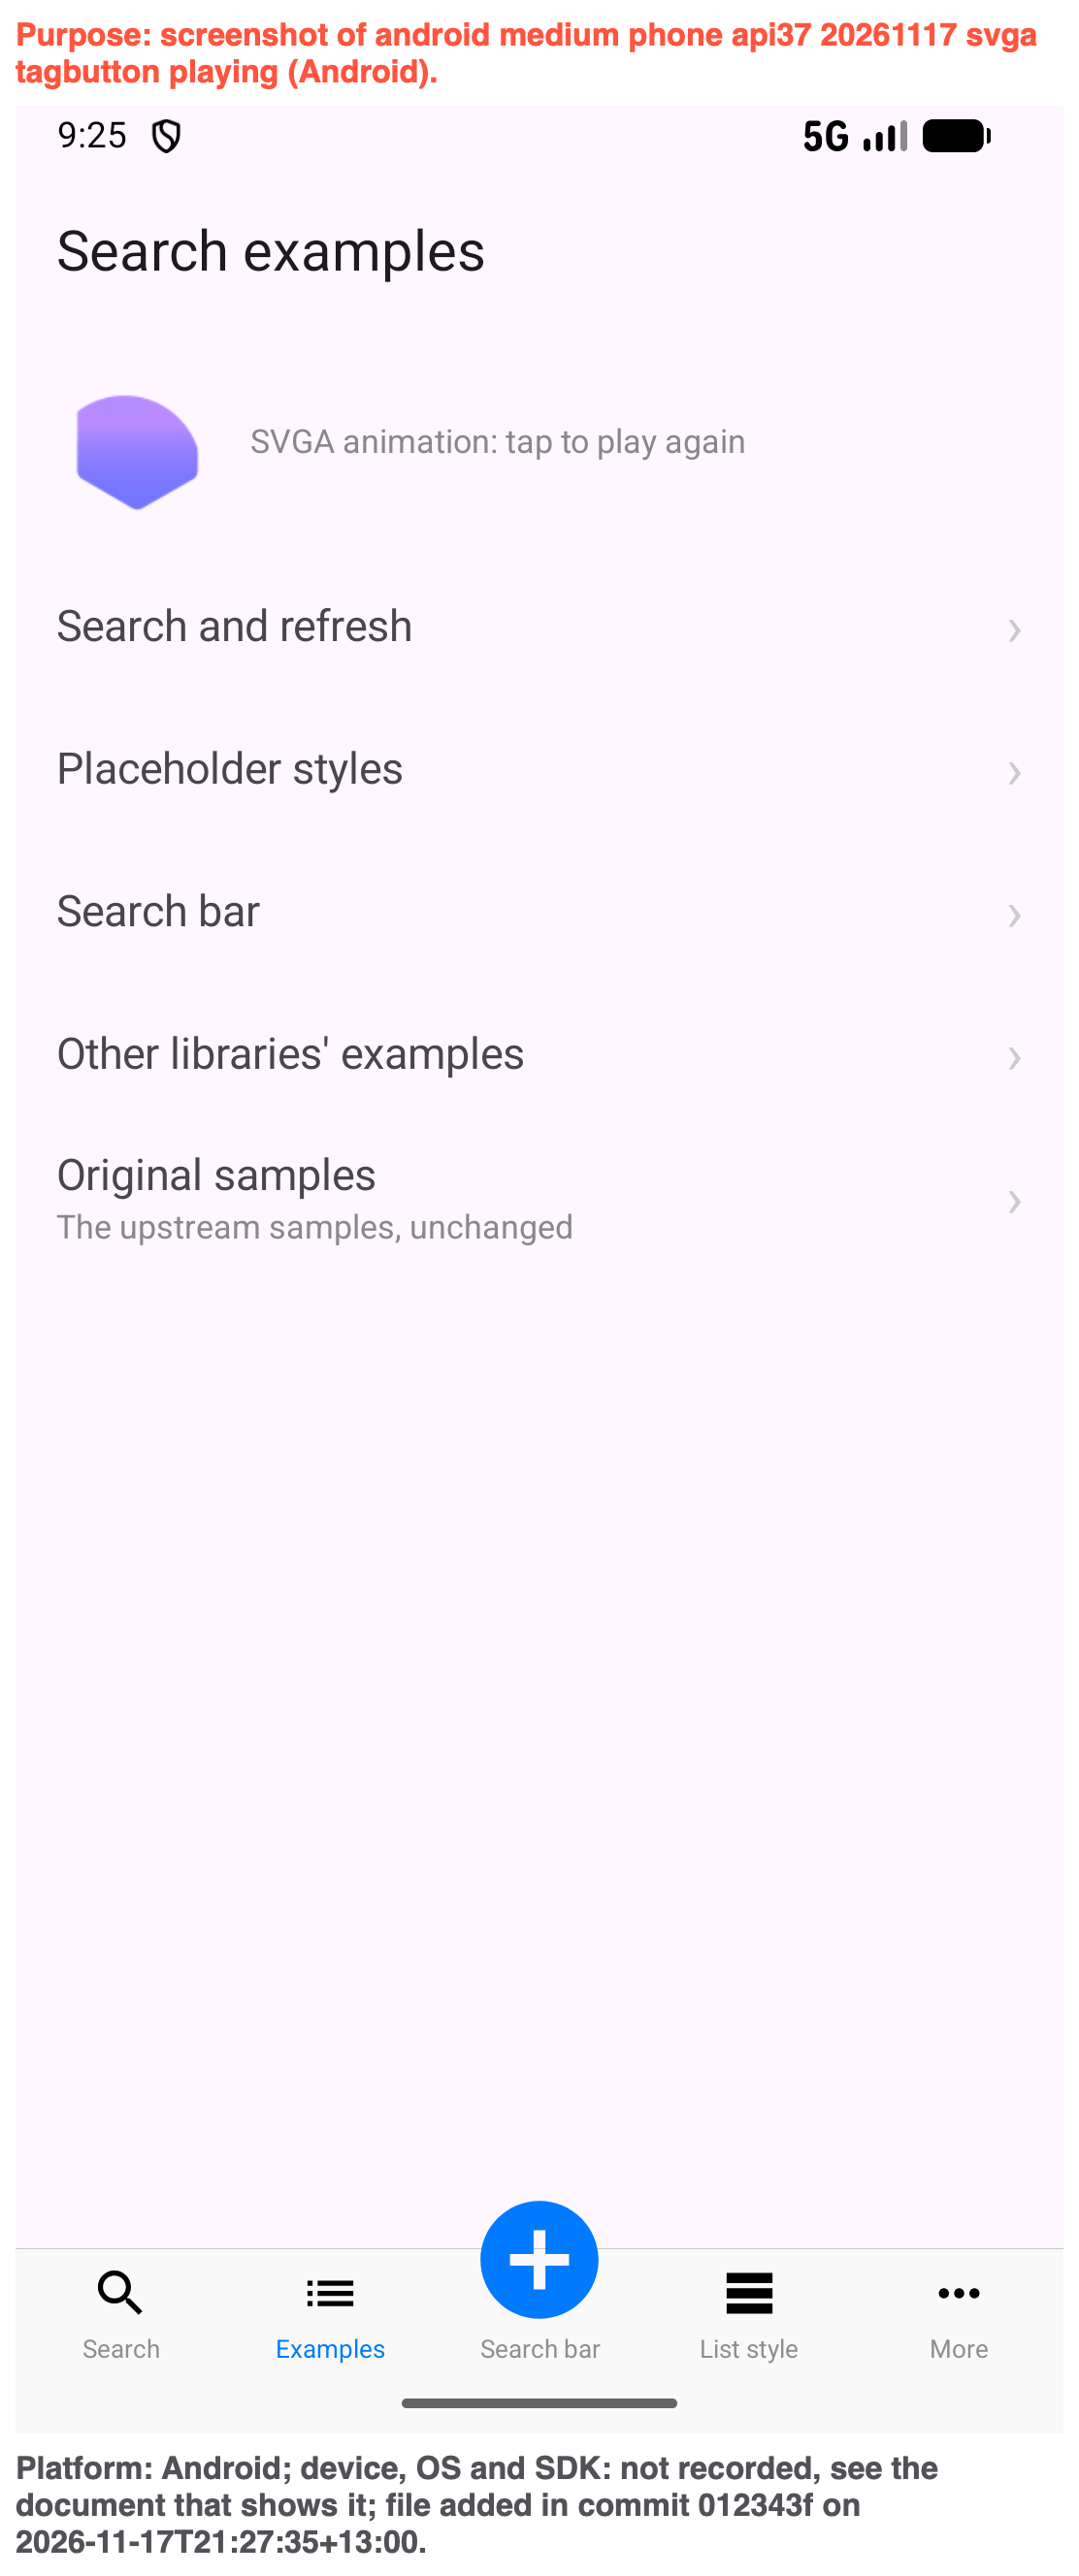 Purpose: screenshot of android medium phone api37 20261117 svga
tagbutton playing (Android).
9:25
5G
Search examples
SVGA animation: tap to play again
Search and refresh
Placeholder styles
Search bar
Other libraries' examples
Original samples
The upstream samples, unchanged
Search
Examples
Search bar
List style
More
Platform: Android; device, OS and SDK: not recorded, see the
document that shows it; file added in commit 012343f on
2026-11-17T21:27:35+13:00.